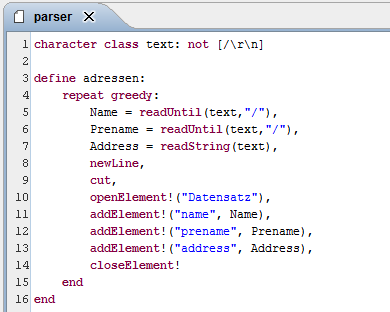 parser
1 character class text: not [/\r\n]
2
3 define adressen:
4     repeat greedy:
5         Name = readUntil(text,"/"),
6         Prename = readUntil(text,"/"),
7         Address = readString(text),
8         newLine,
9         cut,
10         openElement!("Datensatz"),
11         addElement!("name", Name),
12         addElement!("prename", Prename),
13         addElement!("address", Address),
14         closeElement!
15     end
16 end